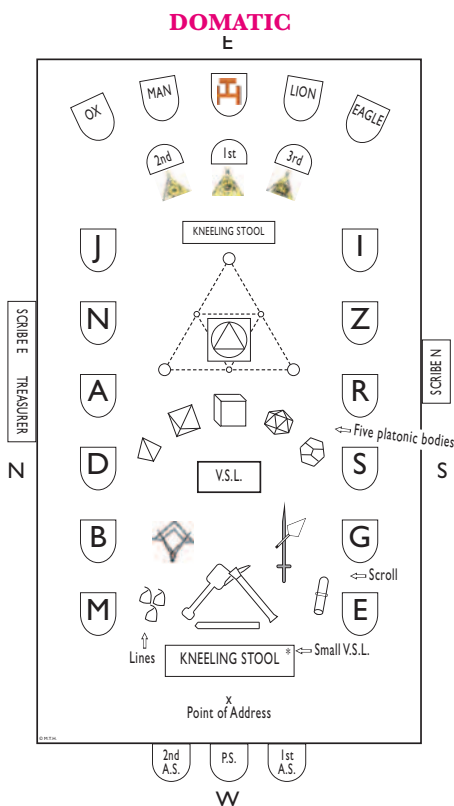 DOMATIC
E
OX
MAN
LION
EAGLE
2nd
1st
3rd
KNEELING STOOL
J
I
N
Z
SCRIBE E TREASURER
SCRIBE N
A
R
Five platonic bodies
N
D
V.S.L.
S
S
B
G
Scroll
M
E
Lines
KNEELING STOOL *
Small V.S.L.
x
Point of Address
© M.T.H.
2nd
A.S.
P.S.
1st
A.S.
W